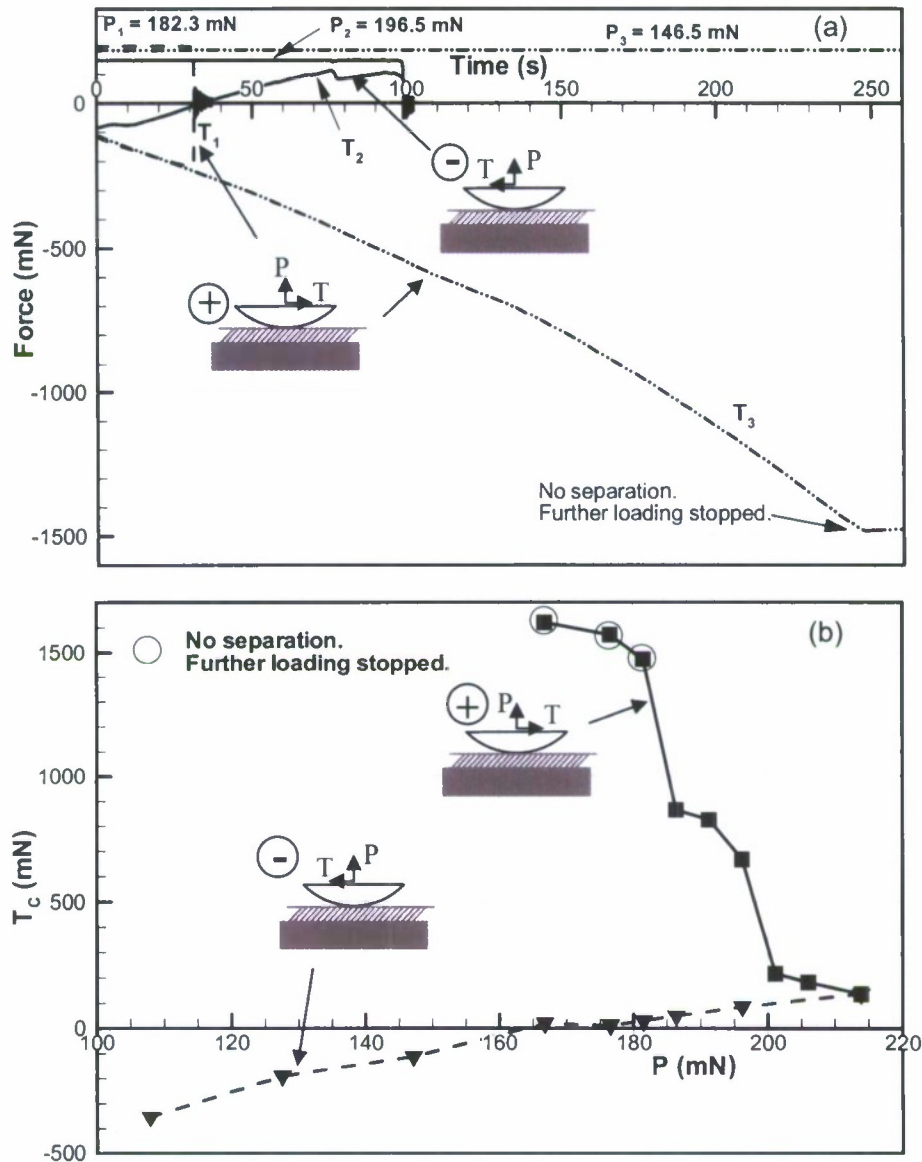 P1 = 182.3 mN
P2 = 196.5 mN
P3 = 146.5 mN
(a)
Time (s)
0 50 100 150 200 250
0
-500
-1000
-1500
Force (mN)
T1
T2
T3
- T P
+ P T
No separation.
Further loading stopped.
(b)
No separation.
Further loading stopped.
+ P T
- T P
1500
1000
500
0
-500
TC (mN)
100 120 140 160 180 200 220
P (mN)